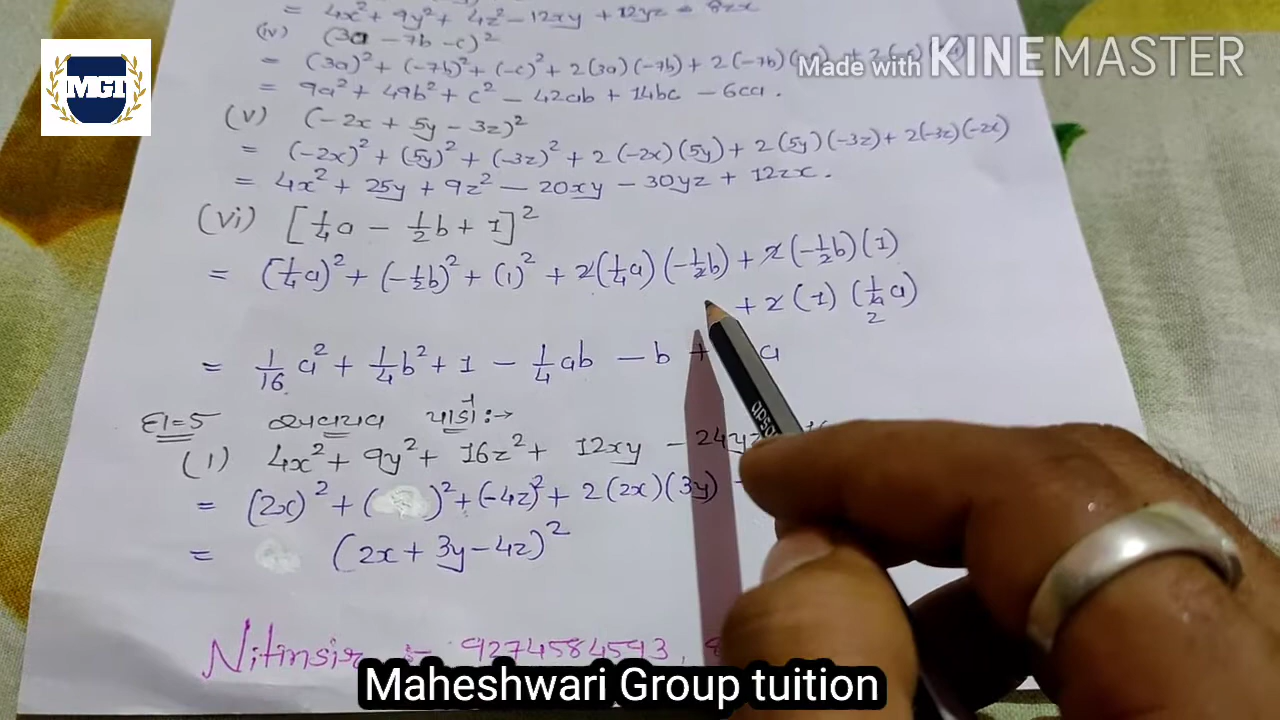 = 4x² + 9y² + 4z² - 12xy + 12yz - 8zx
(iv) (3a - 7b - c)²
= (3a)² + (-7b)² + (-c)² + 2(3a)(-7b) + 2(-7b)
Made with KINEMASTER
MGI
= 9a² + 49b² + c² - 42ab + 14bc - 6ca.
(v) (-2x + 5y - 3z)²
= (-2x)² + (5y)² + (-3z)² + 2(-2x)(5y) + 2(5y)(-3z) + 2(-3z)(-2x)
= 4x² + 25y + 9z² - 20xy - 30yz + 12zx.
(vi) [1/4a - 1/2b + 1]²
= (1/4a)² + (-1/2b)² + (1)² + 2(1/4a)(-1/2b) + 2(-1/2b)(1)
+ 2(1)(1/4a)
2
= 1/16 a² + 1/4b² + 1 - 1/4ab - b + a
દા=5 અવયવ પાડો :→
(1) 4x² + 9y² + 16z² + 12xy - 24yz
= (2x)² + ( )² + (-4z)² + 2(2x)(3y)
= (2x + 3y - 4z)²
Nitinsir :- 9274584593,
Maheshwari Group tuition